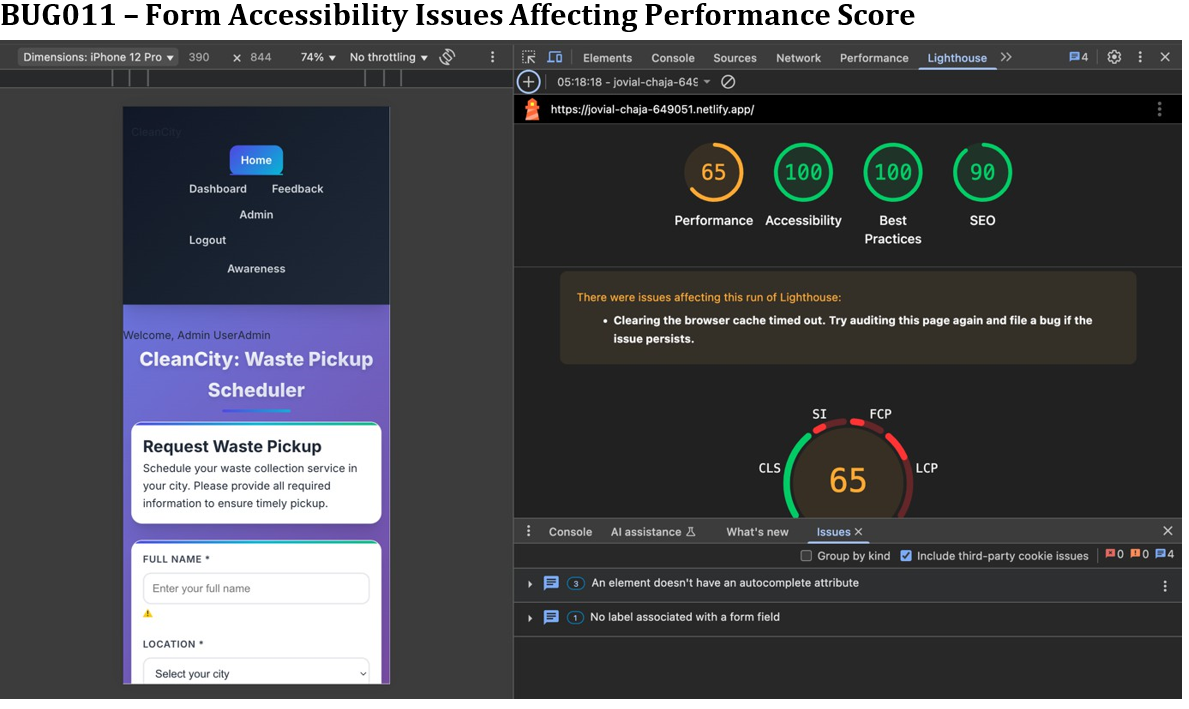 BUG011 – Form Accessibility Issues Affecting Performance Score
Dimensions: iPhone 12 Pro ▾ 390 × 844 74% ▾ No throttling ▾
Elements Console Sources Network Performance Lighthouse 4
05:18:18 - jovial-chaja-649
https://jovial-chaja-649051.netlify.app/
CleanCity
Home
Dashboard Feedback
Admin
Logout
Awareness
Welcome, Admin UserAdmin
CleanCity: Waste Pickup
Scheduler
Request Waste Pickup
Schedule your waste collection service in
your city. Please provide all required
information to ensure timely pickup.
FULL NAME *
Enter your full name
LOCATION *
Select your city
65 100 100 90
Performance Accessibility Best SEO
Practices
There were issues affecting this run of Lighthouse:
• Clearing the browser cache timed out. Try auditing this page again and file a bug if the
issue persists.
SI FCP
CLS LCP
65
Console AI assistance What's new Issues ×
Group by kind Include third-party cookie issues 0 0 4
3 An element doesn't have an autocomplete attribute
1 No label associated with a form field